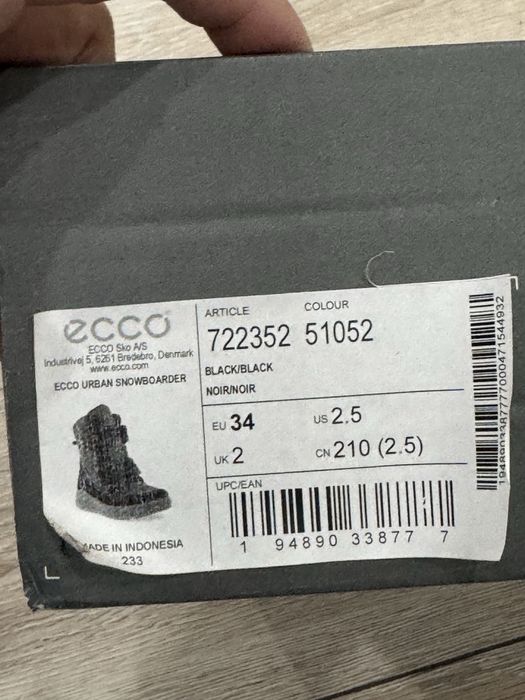 ecco
ECCO Sko A/S
Industrivej 5, 6261 Bredebro, Denmark
www.ecco.com
ECCO URBAN SNOWBOARDER
MADE IN INDONESIA
233
ARTICLE COLOUR
722352 51052
BLACK/BLACK
NOIR/NOIR
EU 34 US 2.5
UK 2 CN 210 (2.5)
UPC/EAN
1 94890 33877 7